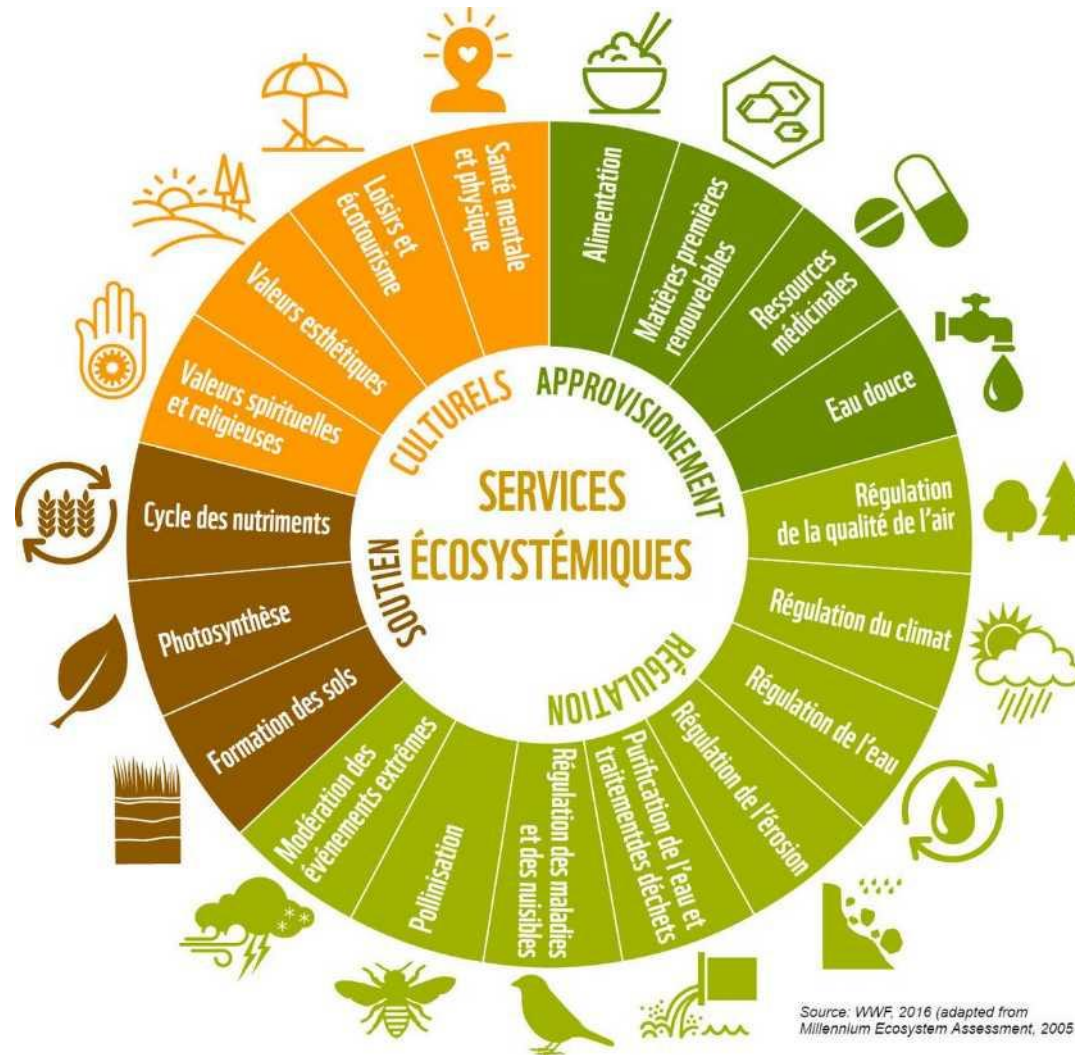 SERVICES
ÉCOSYSTÉMIQUES
APPROVISIONEMENT
Alimentation
Matières premières
renouvelables
Ressources
médicinales
Eau douce
RÉGULATION
Régulation
de la qualité de l'air
Régulation du climat
Régulation de l'eau
Régulation de l'érosion
Purification de l'eau et
traitementdes déchets
Régulation des maladies
et des nuisibles
Pollinisation
Modération des
événements extrêmes
SOUTIEN
Formation des sols
Photosynthèse
Cycle des nutriments
CULTURELS
Valeurs spirituelles
et religieuses
Valeurs esthétiques
Loisirs et
écotourisme
Santé mentale
et physique
Source: WWF, 2016 (adapted from
Millennium Ecosystem Assessment, 2005